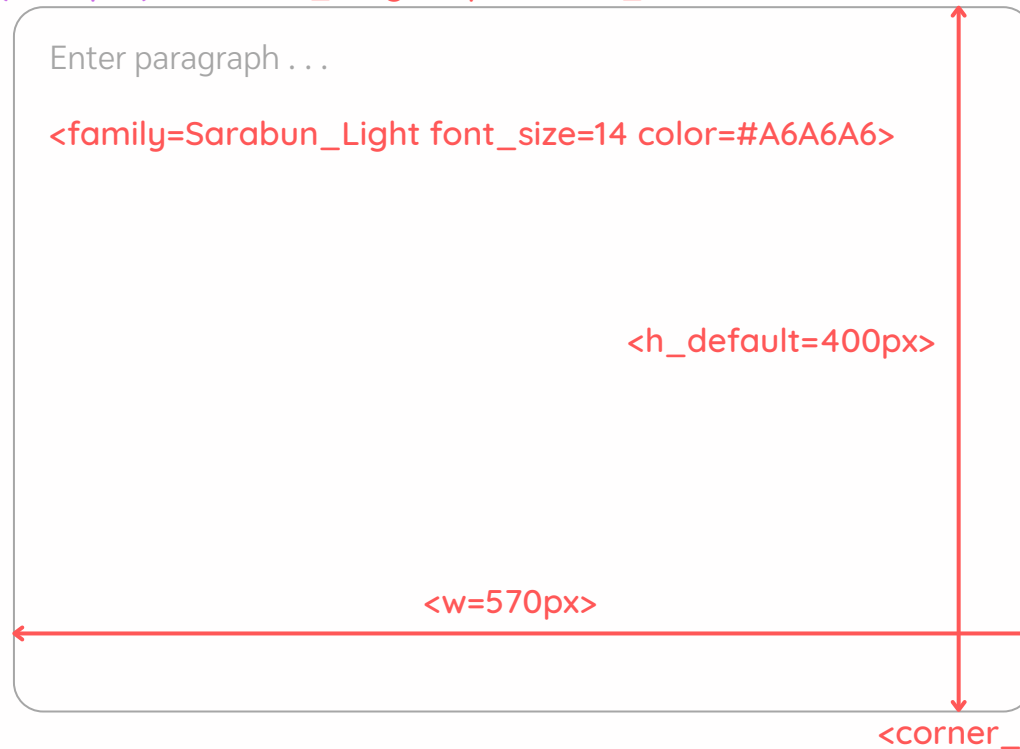 Enter paragraph . . .
<family=Sarabun_Light font_size=14 color=#A6A6A6>
<h_default=400px>
<w=570px>
<corner_